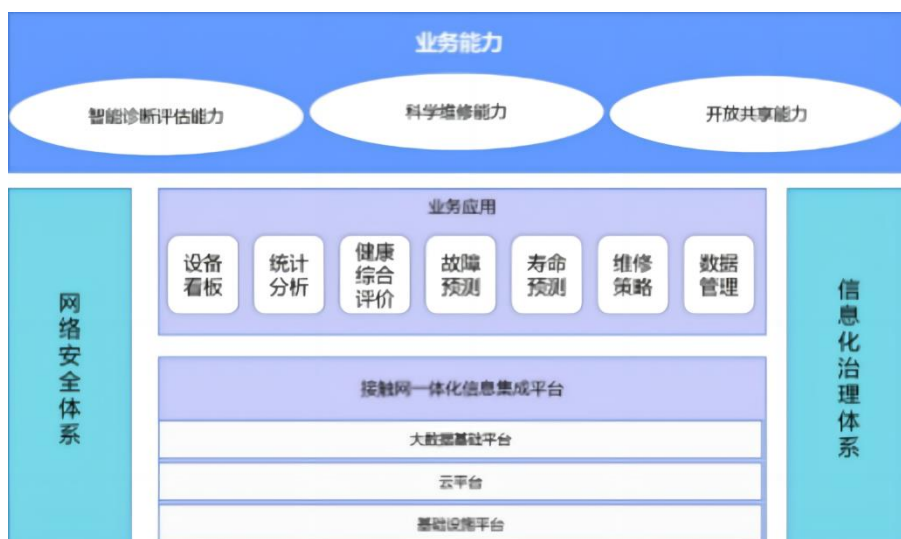 业务能力
智能诊断评估能力
科学维修能力
开放共享能力
网络安全体系
业务应用
设备
看板
统计
分析
健康
综合
评价
故障
预测
寿命
预测
维修
策略
数据
管理
接触网一体化信息集成平台
大数据基础平台
云平台
基础设施平台
信息化治理体系